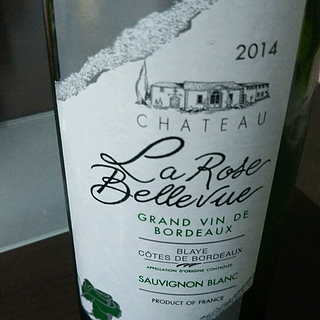 2014
CHATEAU
La Rose
Bellevue
GRAND VIN DE
BORDEAUX
BLAYE
CÔTES DE BORDEAUX
APPELLATION D'ORIGINE CONTRÔLÉE
SAUVIGNON BLANC
PRODUCT OF FRANCE